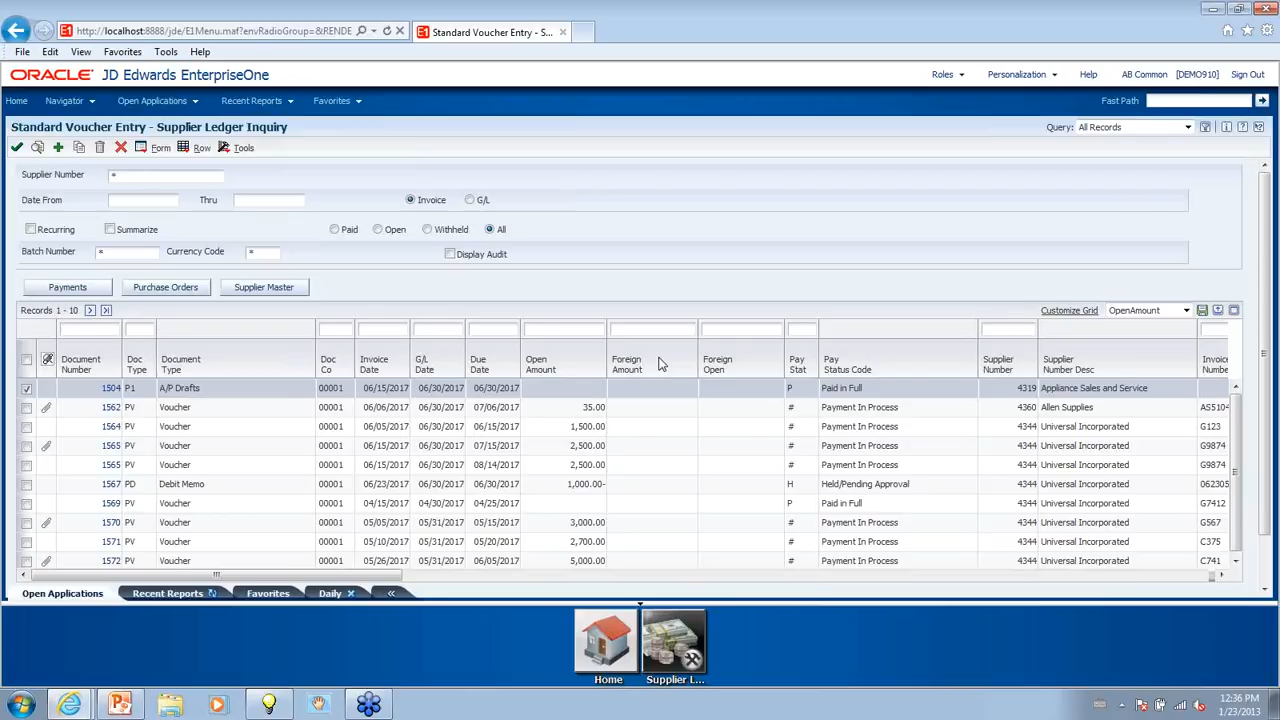 http://localhost:8888/jde/E1Menu.maf?envRadioGroup=&RENDE
Standard Voucher Entry - S...
File Edit View Favorites Tools Help
ORACLE JD Edwards EnterpriseOne
Roles Personalization Help AB Common [DEMO910] Sign Out
Home Navigator Open Applications Recent Reports Favorites Fast Path
Standard Voucher Entry - Supplier Ledger Inquiry Query: All Records
Form Row Tools
Supplier Number *
Date From Thru Invoice G/L
Recurring Summarize Paid Open Withheld All
Batch Number * Currency Code * Display Audit
Payments Purchase Orders Supplier Master
Records 1 - 10 Customize Grid OpenAmount
Document Number Doc Type Document Type Doc Co Invoice Date G/L Date Due Date Open Amount Foreign Amount Foreign Open Pay Stat Pay Status Code Supplier Number Supplier Number Desc Invoice Number
1504 P1 A/P Drafts 00001 06/15/2017 06/30/2017 06/30/2017 P Paid in Full 4319 Appliance Sales and Service
1562 PV Voucher 00001 06/06/2017 06/30/2017 07/06/2017 35.00 # Payment In Process 4360 Allen Supplies AS5104
1564 PV Voucher 00001 06/05/2017 06/30/2017 06/15/2017 1,500.00 # Payment In Process 4344 Universal Incorporated G123
1565 PV Voucher 00001 06/15/2017 06/30/2017 07/15/2017 2,500.00 # Payment In Process 4344 Universal Incorporated G9874
1565 PV Voucher 00001 06/15/2017 06/30/2017 08/14/2017 2,500.00 # Payment In Process 4344 Universal Incorporated G9874
1567 PD Debit Memo 00001 06/23/2017 06/30/2017 06/30/2017 1,000.00- H Held/Pending Approval 4344 Universal Incorporated 062305
1569 PV Voucher 00001 04/15/2017 04/30/2017 04/25/2017 P Paid in Full 4344 Universal Incorporated G7412
1570 PV Voucher 00001 05/05/2017 05/31/2017 05/15/2017 3,000.00 # Payment In Process 4344 Universal Incorporated G567
1571 PV Voucher 00001 05/10/2017 05/31/2017 05/20/2017 2,700.00 # Payment In Process 4344 Universal Incorporated C375
1572 PV Voucher 00001 05/26/2017 05/31/2017 06/05/2017 5,000.00 # Payment In Process 4344 Universal Incorporated C741
Open Applications Recent Reports Favorites Daily «
Home Supplier L...
12:36 PM
1/23/2013